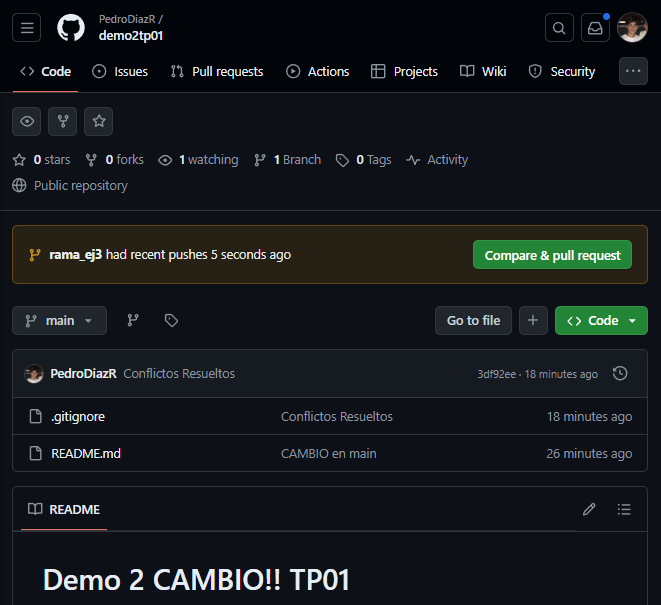 PedroDiazR /
demo2tp01
Code Issues Pull requests Actions Projects Wiki Security
0 stars 0 forks 1 watching 1 Branch 0 Tags Activity
Public repository
rama_ej3 had recent pushes 5 seconds ago Compare & pull request
main Go to file Code
PedroDiazR Conflictos Resueltos 3df92ee · 18 minutes ago
.gitignore Conflictos Resueltos 18 minutes ago
README.md CAMBIO en main 26 minutes ago
README
Demo 2 CAMBIO!! TP01